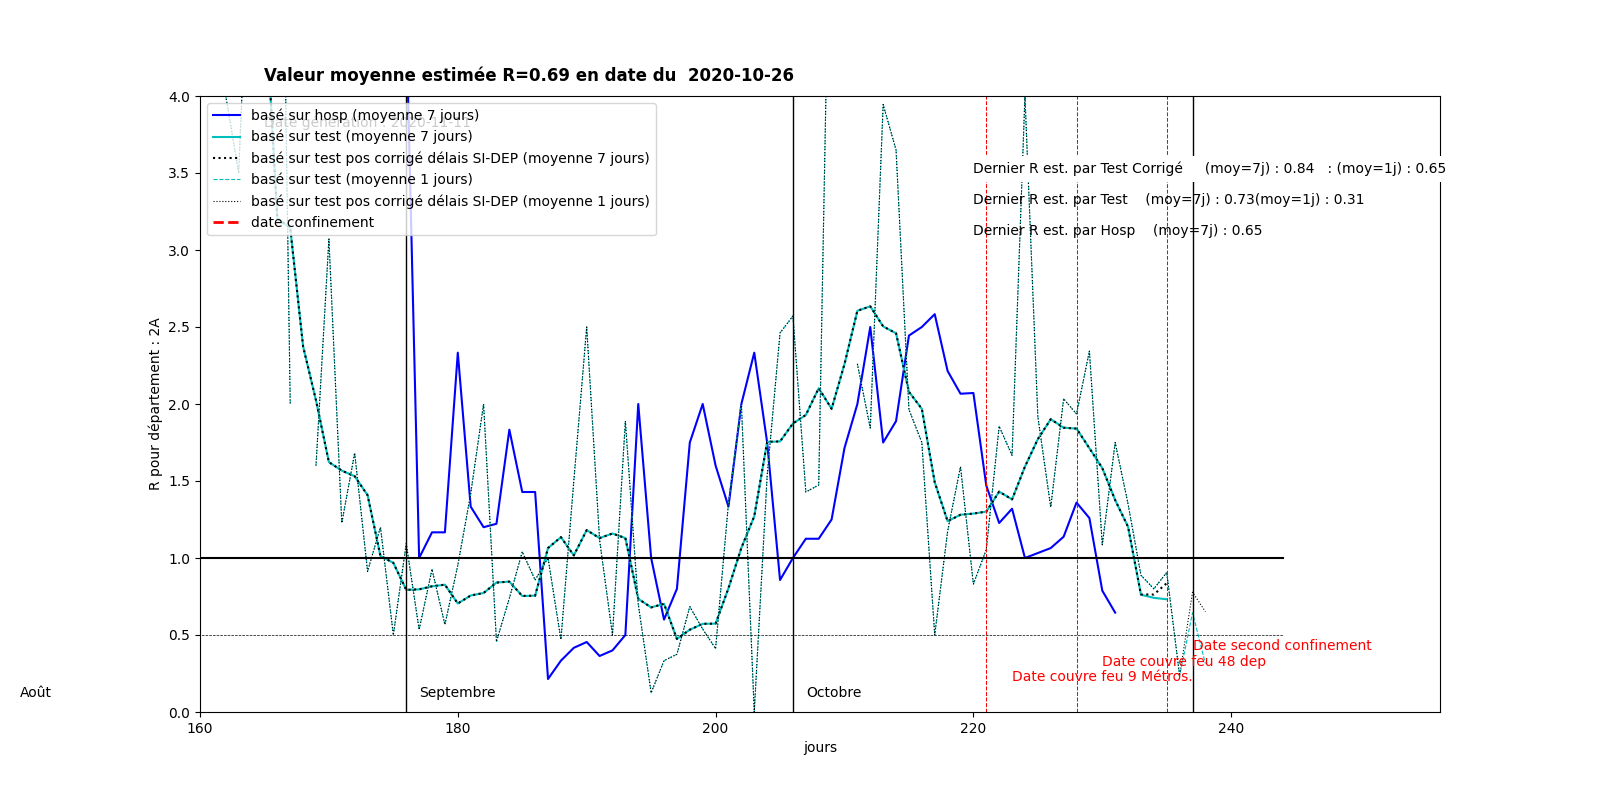 Valeur moyenne estimée R=0.69 en date du  2020-10-26
Date génération : 2020-11-11
basé sur hosp (moyenne 7 jours)
basé sur test (moyenne 7 jours)
basé sur test pos corrigé délais SI-DEP (moyenne 7 jours)
basé sur test (moyenne 1 jours)
basé sur test pos corrigé délais SI-DEP (moyenne 1 jours)
date confinement
Dernier R est. par Test Corrigé     (moy=7j) : 0.84   : (moy=1j) : 0.65
Dernier R est. par Test    (moy=7j) : 0.73(moy=1j) : 0.31
Dernier R est. par Hosp    (moy=7j) : 0.65
4.0
3.5
3.0
2.5
2.0
1.5
1.0
0.5
0.0
R pour département : 2A
Date second confinement
Date couvre feu 48 dep
Date couvre feu 9 Métros.
Août
Septembre
Octobre
160
180
200
220
240
jours